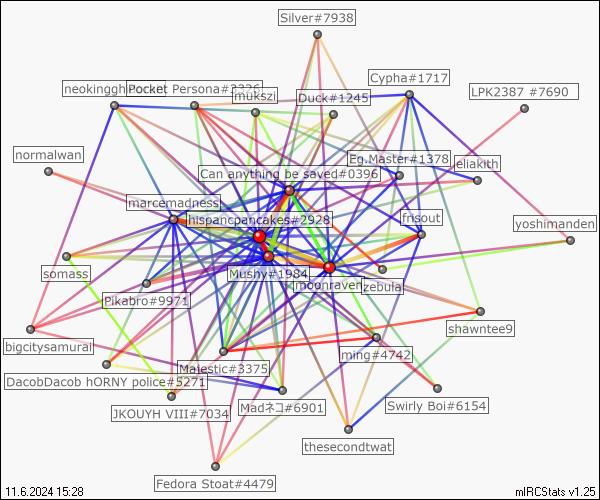 Silver#7938
Cypha#1717
neokinggh
Pocket Persona#3326
mukszi
Duck#1245
LPK2387 #7690
normalwan
Eg.Master#1378
eliakith
Can anything be saved#0396
marcemadness
hispancpancakes#2928
frisout
yoshimanden
somass
Mushy#1984
moonraven
zebula
Pikabro#9971
shawntee9
bigcitysamurai
ming#4742
Majestic#3375
DacobDacob hORNY police#5271
JKOUYH VIII#7034
Madネコ#6901
Swirly Boi#6154
thesecondtwat
Fedora Stoat#4479
11.6.2024 15:28
mIRCStats v1.25